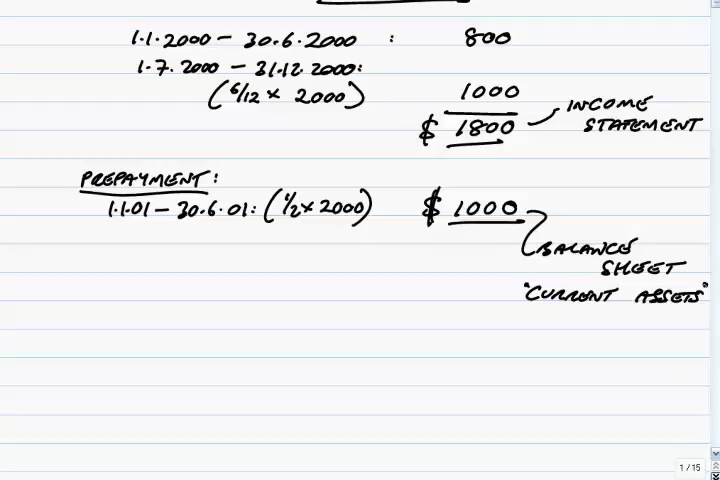 1.1.2000 – 30.6.2000 : 800
1.7.2000 – 31.12.2000:
(6/12 × 2000) 1000
$ 1800
INCOME
STATEMENT
PREPAYMENT:
1.1.01 – 30.6.01: (1/2 × 2000) $ 1000
BALANCE
SHEET
"CURRENT ASSETS"
1 / 15